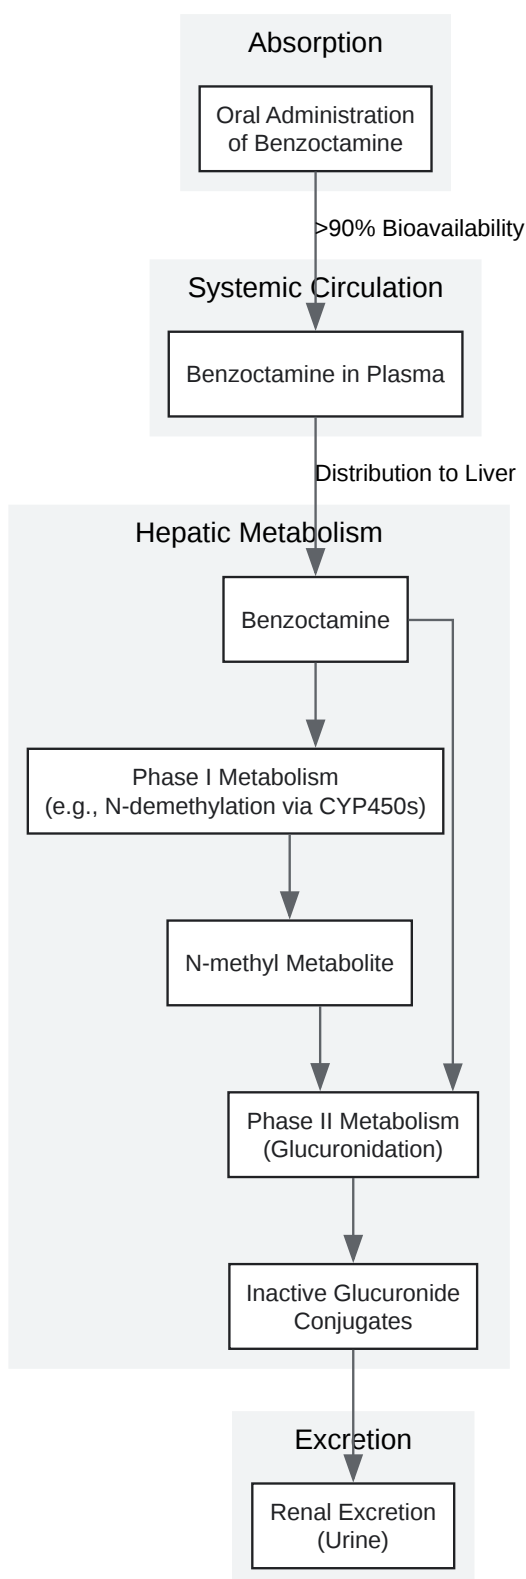 Absorption
Oral Administration
of Benzoctamine
>90% Bioavailability
Systemic Circulation
Benzoctamine in Plasma
Distribution to Liver
Hepatic Metabolism
Benzoctamine
Phase I Metabolism
(e.g., N-demethylation via CYP450s)
N-methyl Metabolite
Phase II Metabolism
(Glucuronidation)
Inactive Glucuronide
Conjugates
Excretion
Renal Excretion
(Urine)